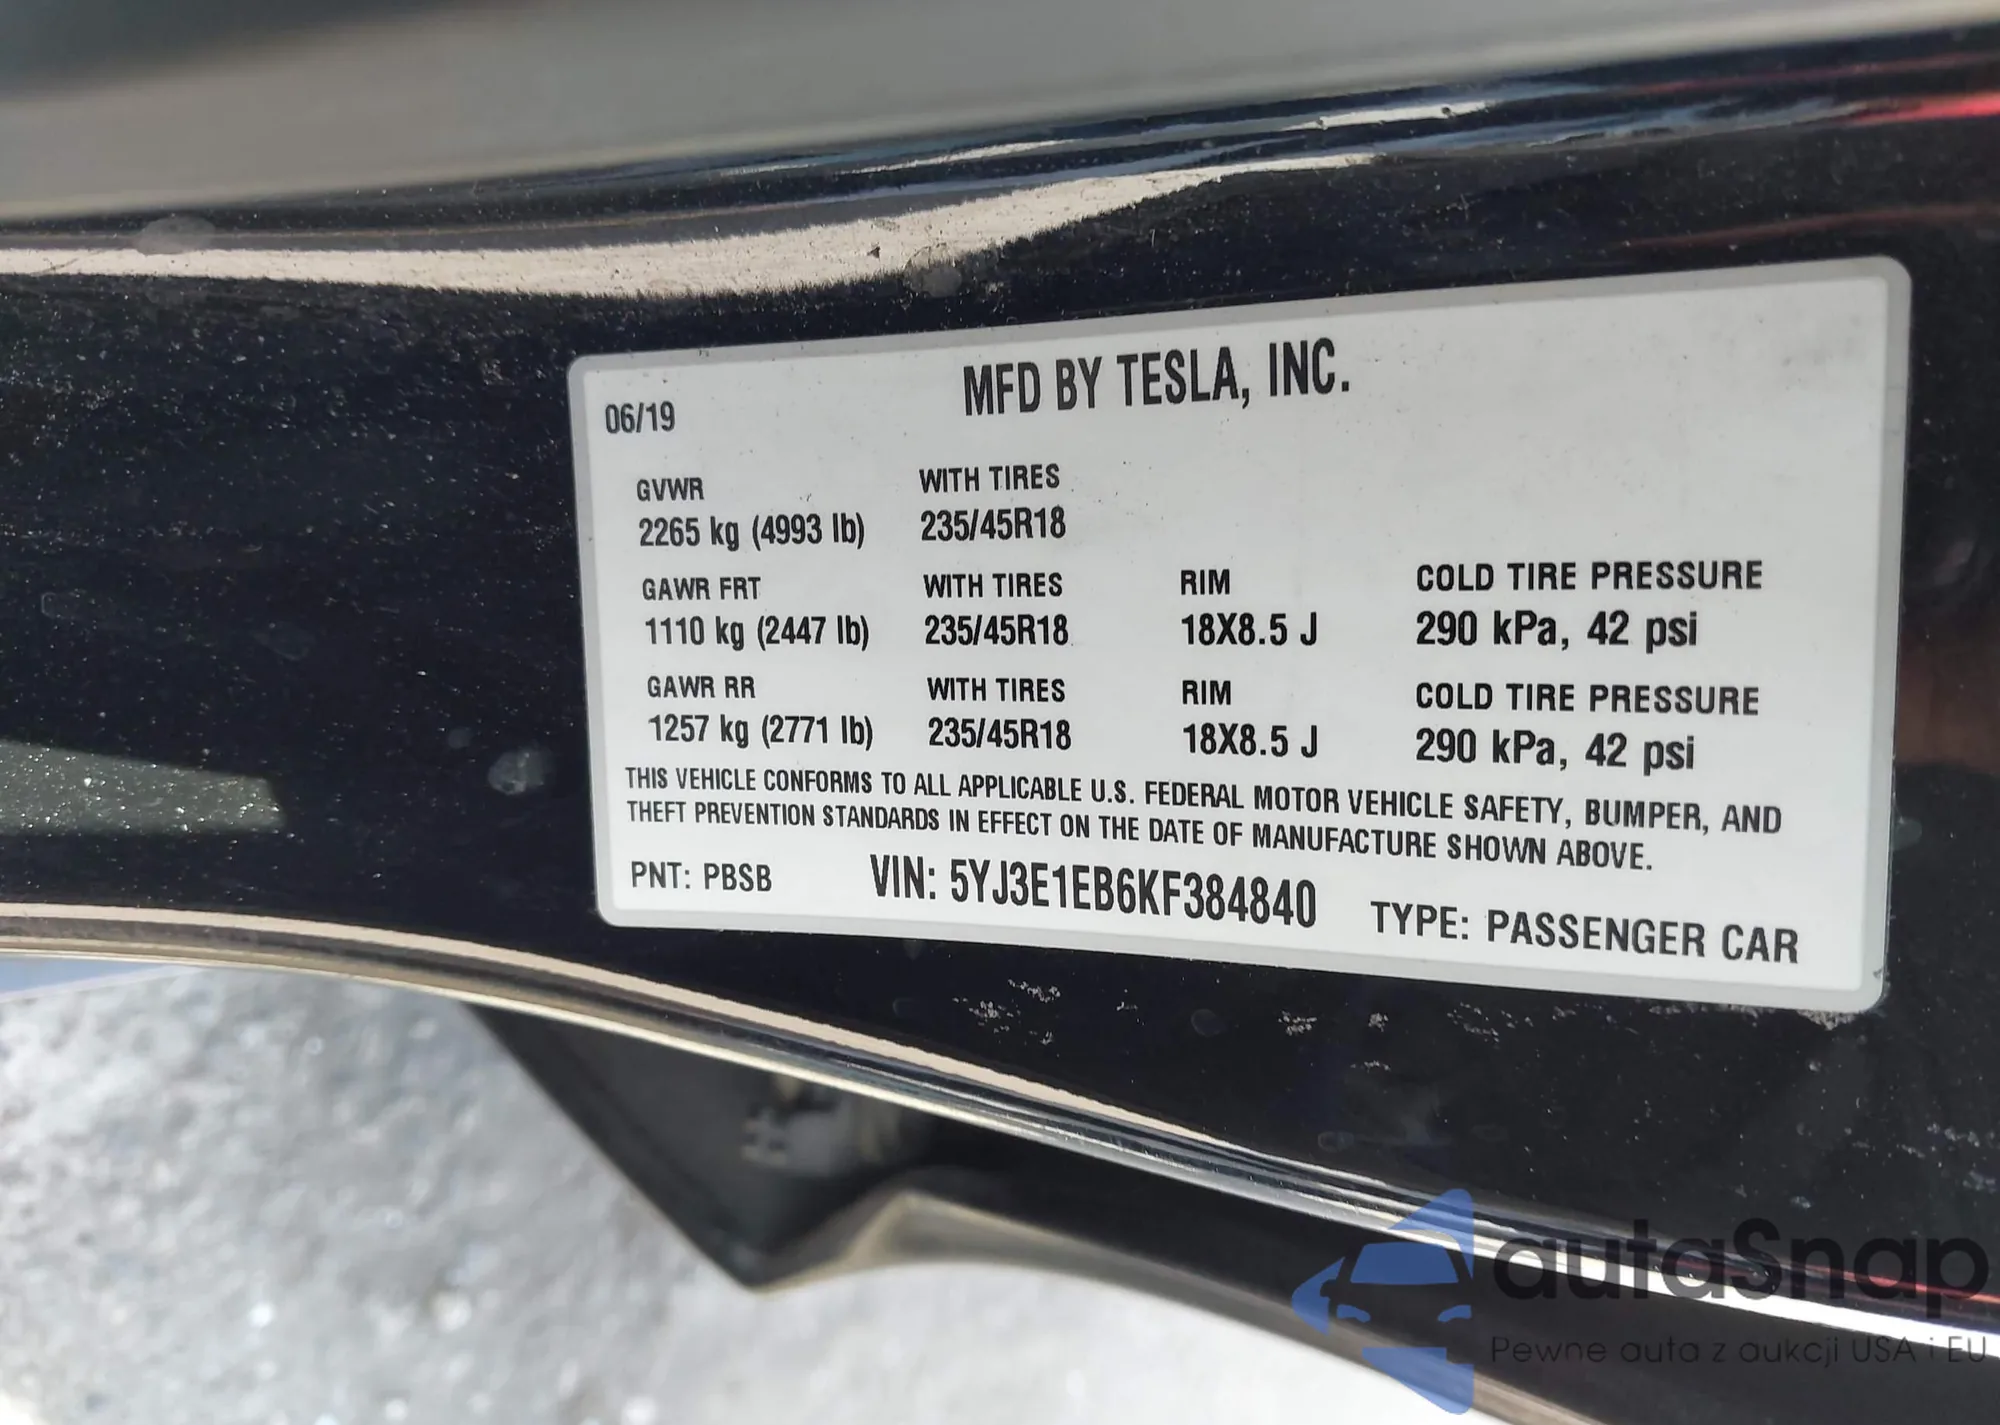 MFD BY TESLA, INC.
06/19
GVWR WITH TIRES
2265 kg (4993 lb) 235/45R18
GAWR FRT WITH TIRES RIM COLD TIRE PRESSURE
1110 kg (2447 lb) 235/45R18 18X8.5 J 290 kPa, 42 psi
GAWR RR WITH TIRES RIM COLD TIRE PRESSURE
1257 kg (2771 lb) 235/45R18 18X8.5 J 290 kPa, 42 psi
THIS VEHICLE CONFORMS TO ALL APPLICABLE U.S. FEDERAL MOTOR VEHICLE SAFETY, BUMPER, AND
THEFT PREVENTION STANDARDS IN EFFECT ON THE DATE OF MANUFACTURE SHOWN ABOVE.
PNT: PBSB VIN: 5YJ3E1EB6KF384840 TYPE: PASSENGER CAR
autaSnap
Pewne auta z aukcji USA i EU